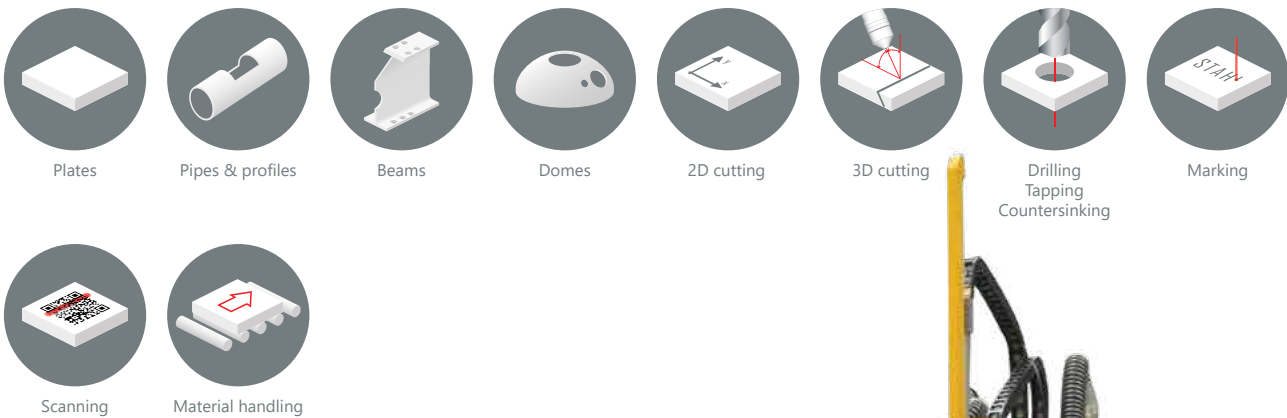 STAHL
Plates
Pipes & profiles
Beams
Domes
2D cutting
3D cutting
Drilling
Tapping
Countersinking
Marking
Scanning
Material handling